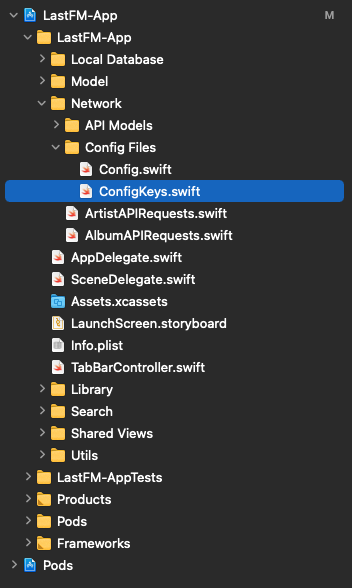 LastFM-App M
LastFM-App
Local Database
Model
Network
API Models
Config Files
Config.swift
ConfigKeys.swift
ArtistAPIRequests.swift
AlbumAPIRequests.swift
AppDelegate.swift
SceneDelegate.swift
Assets.xcassets
LaunchScreen.storyboard
Info.plist
TabBarController.swift
Library
Search
Shared Views
Utils
LastFM-AppTests
Products
Pods
Frameworks
Pods